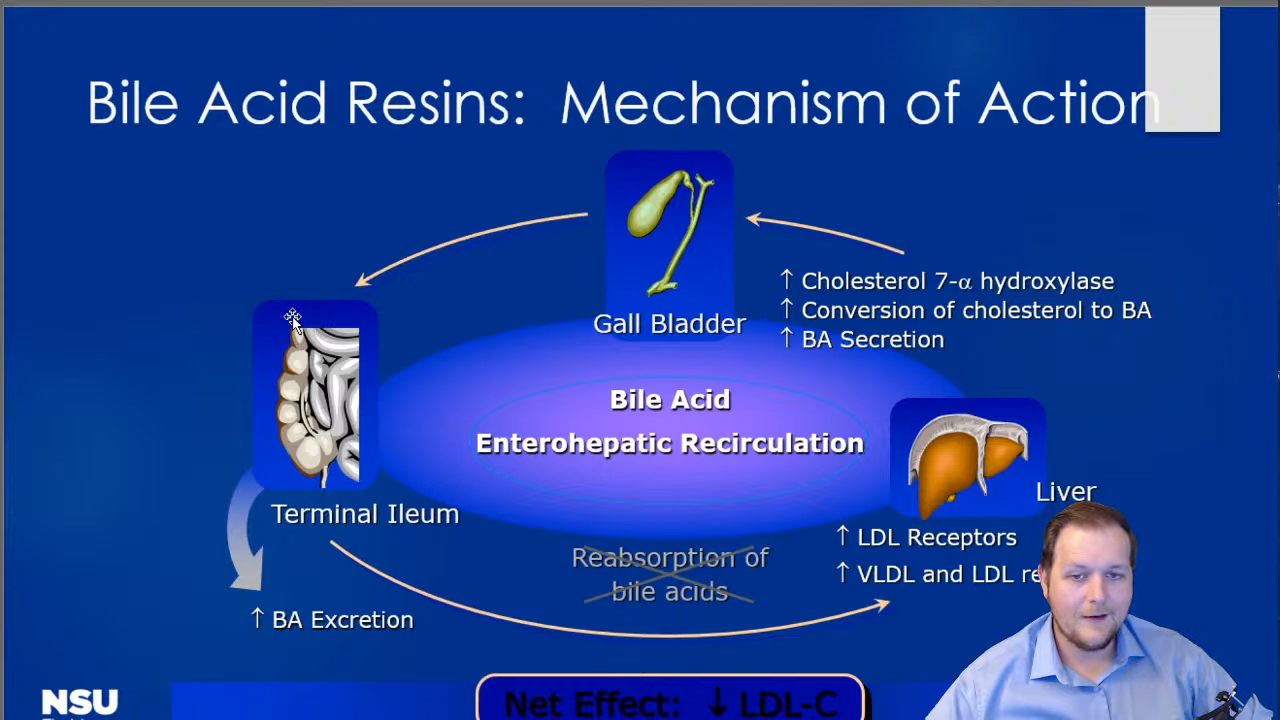 Bile Acid Resins: Mechanism of Action
↑ Cholesterol 7-α hydroxylase
↑ Conversion of cholesterol to BA
↑ BA Secretion
Gall Bladder
Bile Acid
Enterohepatic Recirculation
Liver
Terminal Ileum
↑ LDL Receptors
↑ VLDL and LDL re
Reabsorption of
bile acids
↑ BA Excretion
NSU
Net Effect: ↓ LDL-C